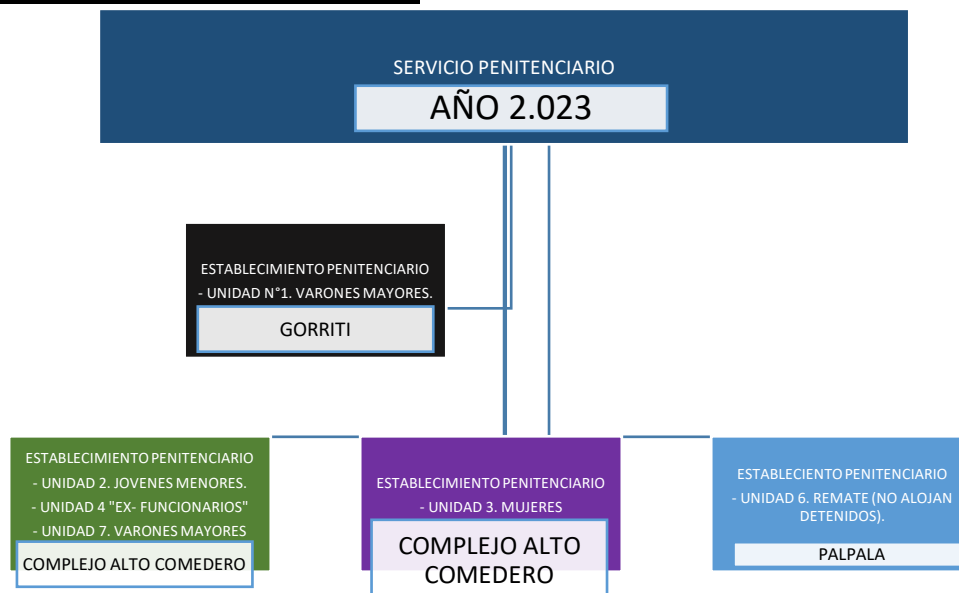 SERVICIO PENITENCIARIO
AÑO 2.023
ESTABLECIMIENTO PENITENCIARIO
- UNIDAD N°1. VARONES MAYORES.
GORRITI
ESTABLECIMIENTO PENITENCIARIO
- UNIDAD 2. JOVENES MENORES.
- UNIDAD 4 "EX- FUNCIONARIOS"
- UNIDAD 7. VARONES MAYORES
COMPLEJO ALTO COMEDERO
ESTABLECIMIENTO PENITENCIARIO
- UNIDAD 3. MUJERES
COMPLEJO ALTO
COMEDERO
ESTABLECIENTO PENITENCIARIO
- UNIDAD 6. REMATE (NO ALOJAN
DETENIDOS).
PALPALA